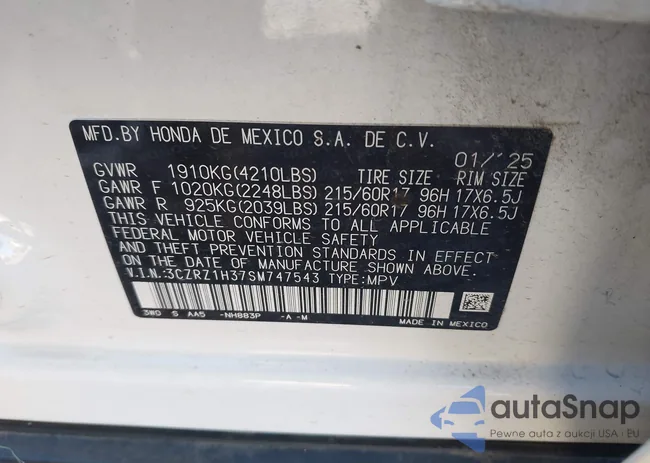 MFD.BY HONDA DE MEXICO S.A. DE C.V.
01/'25
GVWR 1910KG(4210LBS) TIRE SIZE RIM SIZE
GAWR F 1020KG(2248LBS) 215/60R17 96H 17X6.5J
GAWR R 925KG(2039LBS) 215/60R17 96H 17X6.5J
THIS VEHICLE CONFORMS TO ALL APPLICABLE
FEDERAL MOTOR VEHICLE SAFETY
AND THEFT PREVENTION STANDARDS IN EFFECT
ON THE DATE OF MANUFACTURE SHOWN ABOVE.
V.I.N.:3CZRZ1H37SM747543 TYPE:MPV
3W0 S AA5 -NH883P -A -M
MADE IN MEXICO
autoSnap
Pewne auta z aukcji USA i EU